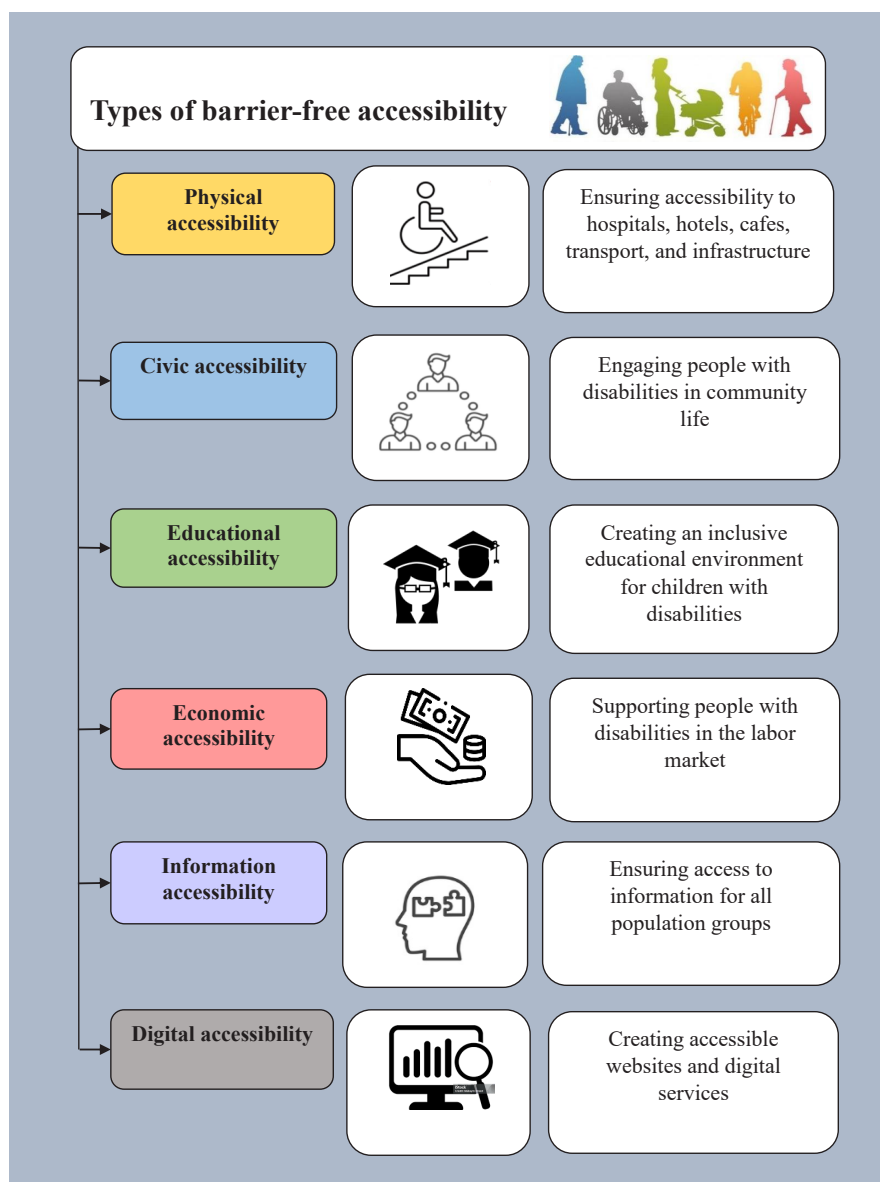 Types of barrier-free accessibility
Physical
accessibility
Ensuring accessibility to
hospitals, hotels, cafes,
transport, and infrastructure
Civic accessibility
Engaging people with
disabilities in community
life
Educational
accessibility
Creating an inclusive
educational environment
for children with
disabilities
Economic
accessibility
Supporting people with
disabilities in the labor
market
Information
accessibility
Ensuring access to
information for all
population groups
Digital accessibility
iStock
Creating accessible
websites and digital
services